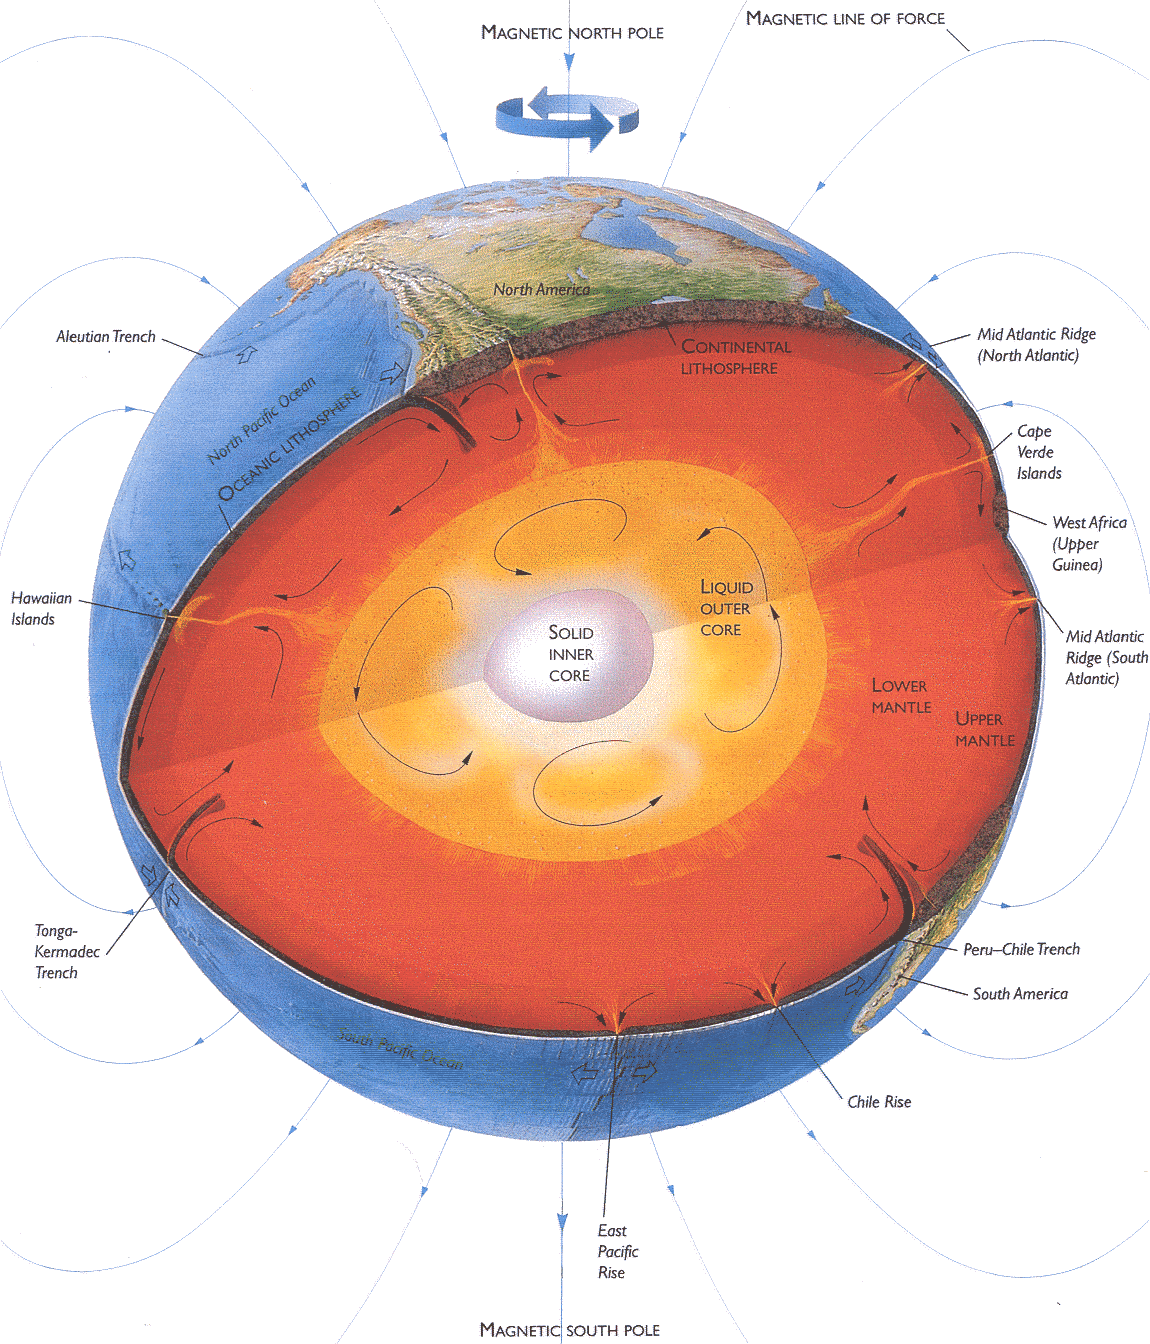 MAGNETIC NORTH POLE
MAGNETIC LINE OF FORCE
North America
Aleutian Trench
CONTINENTAL
LITHOSPHERE
Mid Atlantic Ridge
(North Atlantic)
North Pacific Ocean
OCEANIC LITHOSPHERE
Cape
Verde
Islands
West Africa
(Upper
Guinea)
Hawaiian
Islands
LIQUID
OUTER
CORE
SOLID
INNER
CORE
Mid Atlantic
Ridge (South
Atlantic)
LOWER
MANTLE
UPPER
MANTLE
Tonga-
Kermadec
Trench
Peru–Chile Trench
South America
South Pacific Ocean
Chile Rise
East
Pacific
Rise
MAGNETIC SOUTH POLE